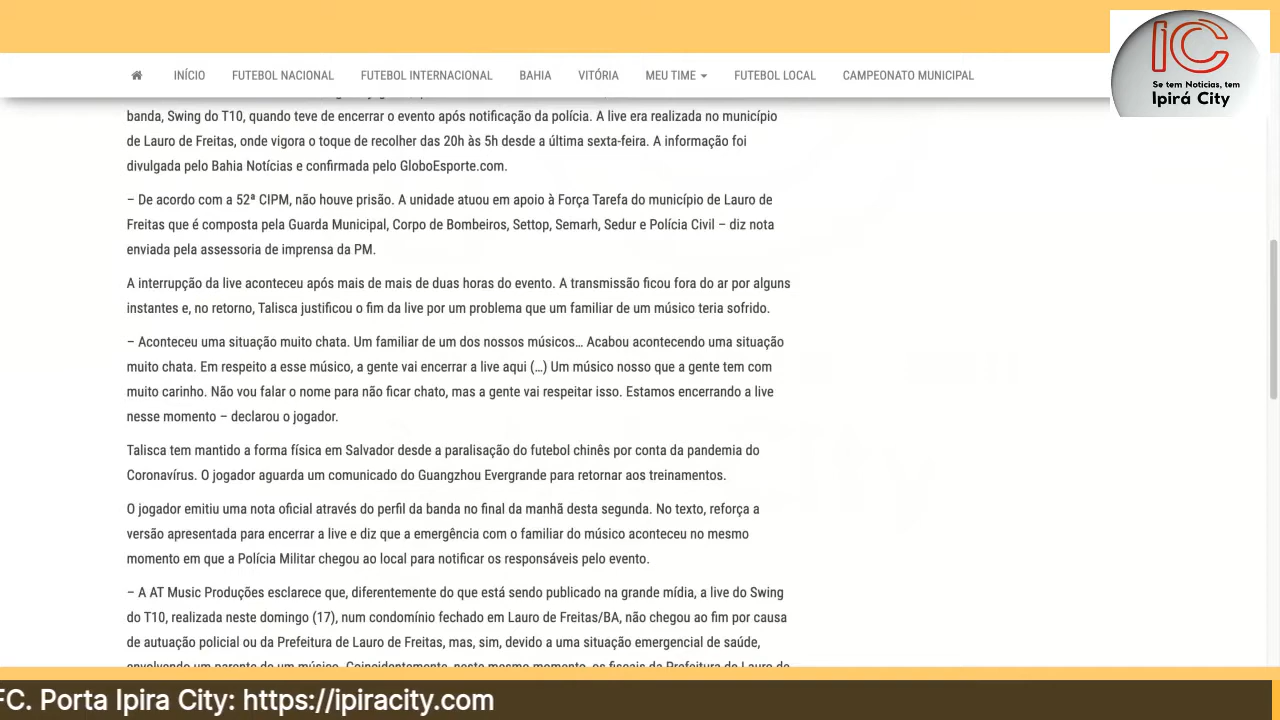 INÍCIO FUTEBOL NACIONAL FUTEBOL INTERNACIONAL BAHIA VITÓRIA MEU TIME FUTEBOL LOCAL CAMPEONATO MUNICIPAL
IC
Se tem Notícias, tem
Ipirá City
banda, Swing do T10, quando teve de encerrar o evento após notificação da polícia. A live era realizada no município
de Lauro de Freitas, onde vigora o toque de recolher das 20h às 5h desde a última sexta-feira. A informação foi
divulgada pelo Bahia Notícias e confirmada pelo GloboEsporte.com.
– De acordo com a 52ª CIPM, não houve prisão. A unidade atuou em apoio à Força Tarefa do município de Lauro de
Freitas que é composta pela Guarda Municipal, Corpo de Bombeiros, Settop, Semarh, Sedur e Polícia Civil – diz nota
enviada pela assessoria de imprensa da PM.
A interrupção da live aconteceu após mais de mais de duas horas do evento. A transmissão ficou fora do ar por alguns
instantes e, no retorno, Talisca justificou o fim da live por um problema que um familiar de um músico teria sofrido.
– Aconteceu uma situação muito chata. Um familiar de um dos nossos músicos… Acabou acontecendo uma situação
muito chata. Em respeito a esse músico, a gente vai encerrar a live aqui (…) Um músico nosso que a gente tem com
muito carinho. Não vou falar o nome para não ficar chato, mas a gente vai respeitar isso. Estamos encerrando a live
nesse momento – declarou o jogador.
Talisca tem mantido a forma física em Salvador desde a paralisação do futebol chinês por conta da pandemia do
Coronavírus. O jogador aguarda um comunicado do Guangzhou Evergrande para retornar aos treinamentos.
O jogador emitiu uma nota oficial através do perfil da banda no final da manhã desta segunda. No texto, reforça a
versão apresentada para encerrar a live e diz que a emergência com o familiar do músico aconteceu no mesmo
momento em que a Polícia Militar chegou ao local para notificar os responsáveis pelo evento.
– A AT Music Produções esclarece que, diferentemente do que está sendo publicado na grande mídia, a live do Swing
do T10, realizada neste domingo (17), num condomínio fechado em Lauro de Freitas/BA, não chegou ao fim por causa
de autuação policial ou da Prefeitura de Lauro de Freitas, mas, sim, devido a uma situação emergencial de saúde,
envolvendo um parente de um músico. Coincidentemente, neste mesmo momento, os fiscais da Prefeitura de Lauro de
FC. Porta Ipira City: https://ipiracity.com